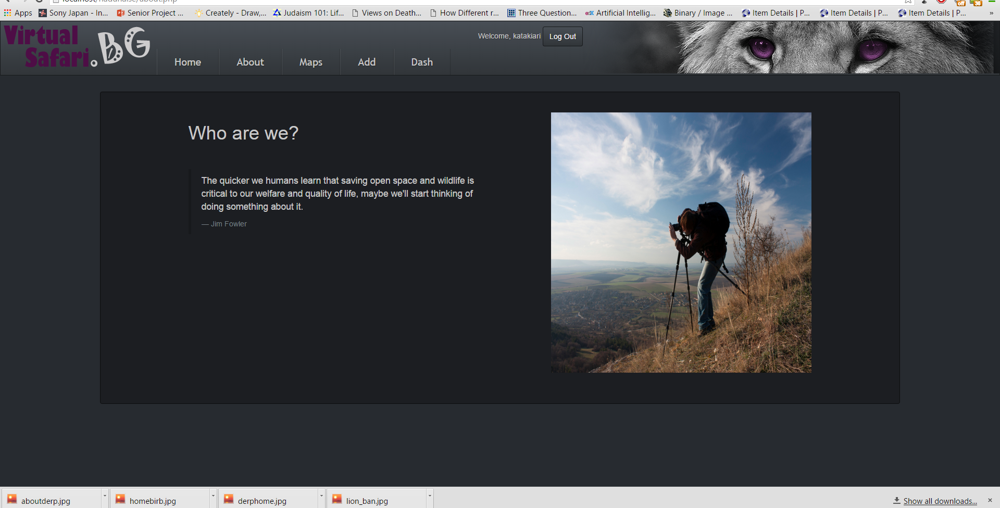 Apps Sony Japan - In... Senior Project ... Creately - Draw,... Judaism 101: Lif... Views on Death... How Different r... Three Question... edX Artificial Intellig... Binary / Image ... Item Details | P... Item Details | P... Item Details | P... »
Virtual
Safari.BG
Welcome, katakiari Log Out
Home About Maps Add Dash
Who are we?
The quicker we humans learn that saving open space and wildlife is
critical to our welfare and quality of life, maybe we'll start thinking of
doing something about it.
— Jim Fowler
aboutderp.jpg homebirb.jpg derphome.jpg lion_ban.jpg Show all downloads...